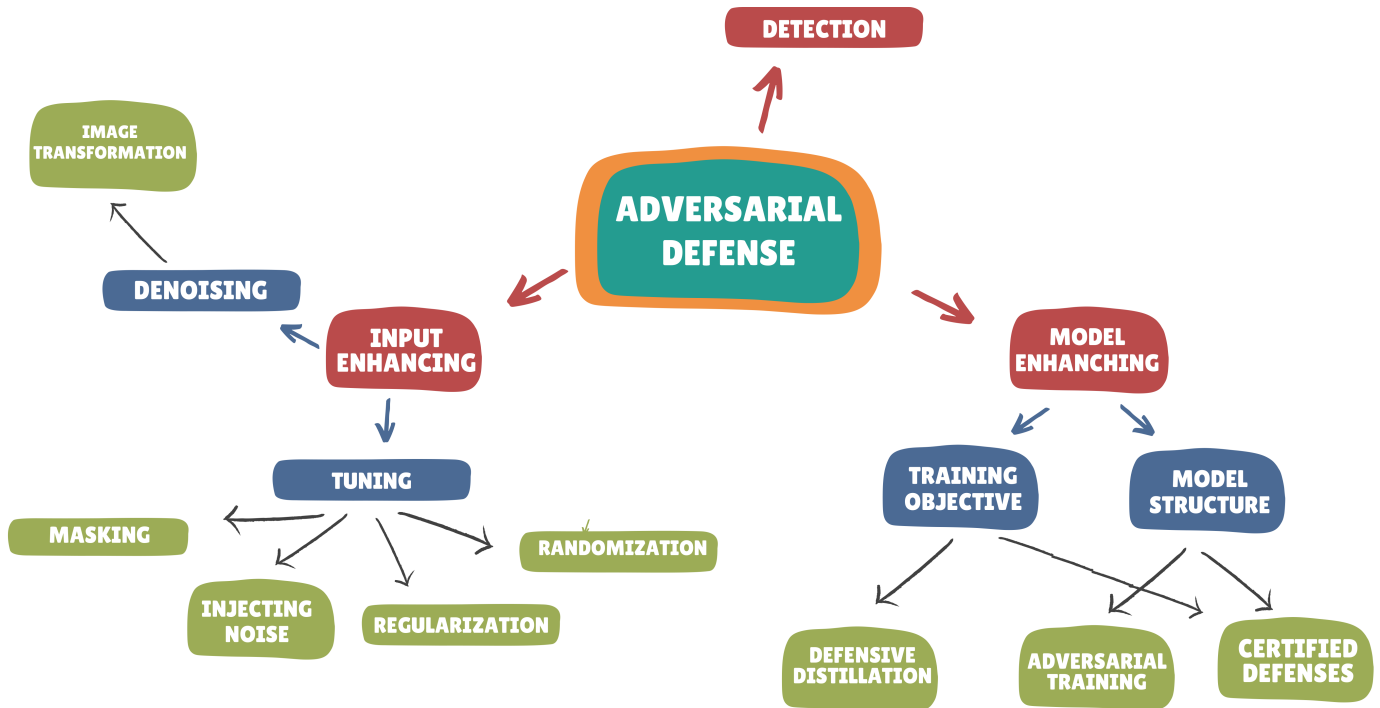 DETECTION
IMAGE
TRANSFORMATION
ADVERSARIAL
DEFENSE
DENOISING
INPUT
ENHANCING
MODEL
ENHANCHING
TUNING
TRAINING
OBJECTIVE
MODEL
STRUCTURE
MASKING
RANDOMIZATION
INJECTING
NOISE
REGULARIZATION
DEFENSIVE
DISTILLATION
ADVERSARIAL
TRAINING
CERTIFIED
DEFENSES